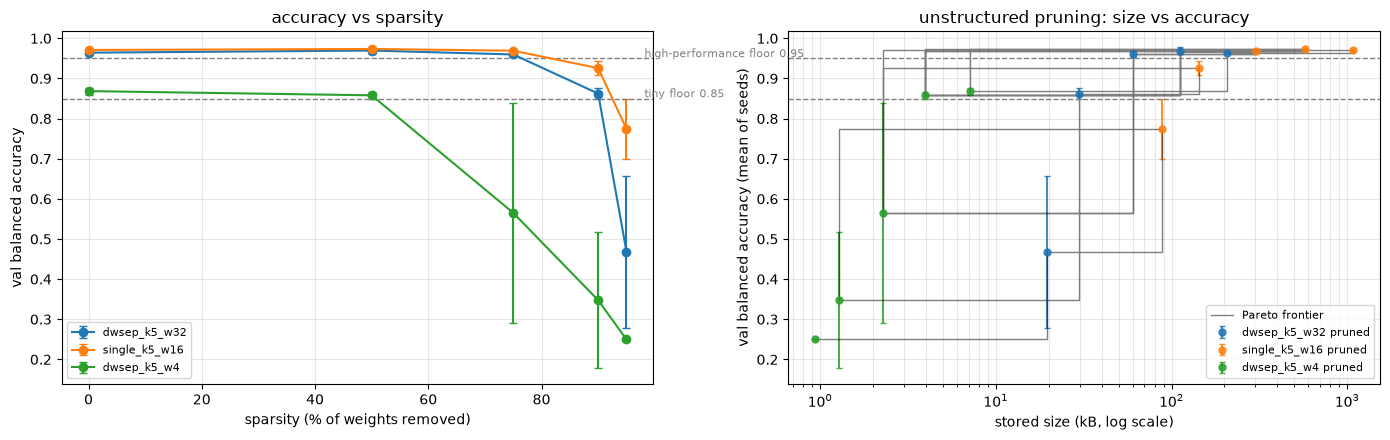 accuracy vs sparsity
val balanced accuracy
1.0
0.9
0.8
0.7
0.6
0.5
0.4
0.3
0.2
high-performance floor 0.95
tiny floor 0.85
dwsep_k5_w32
single_k5_w16
dwsep_k5_w4
0 20 40 60 80
sparsity (% of weights removed)
unstructured pruning: size vs accuracy
val balanced accuracy (mean of seeds)
1.0
0.9
0.8
0.7
0.6
0.5
0.4
0.3
0.2
Pareto frontier
dwsep_k5_w32 pruned
single_k5_w16 pruned
dwsep_k5_w4 pruned
10⁰ 10¹ 10² 10³
stored size (kB, log scale)